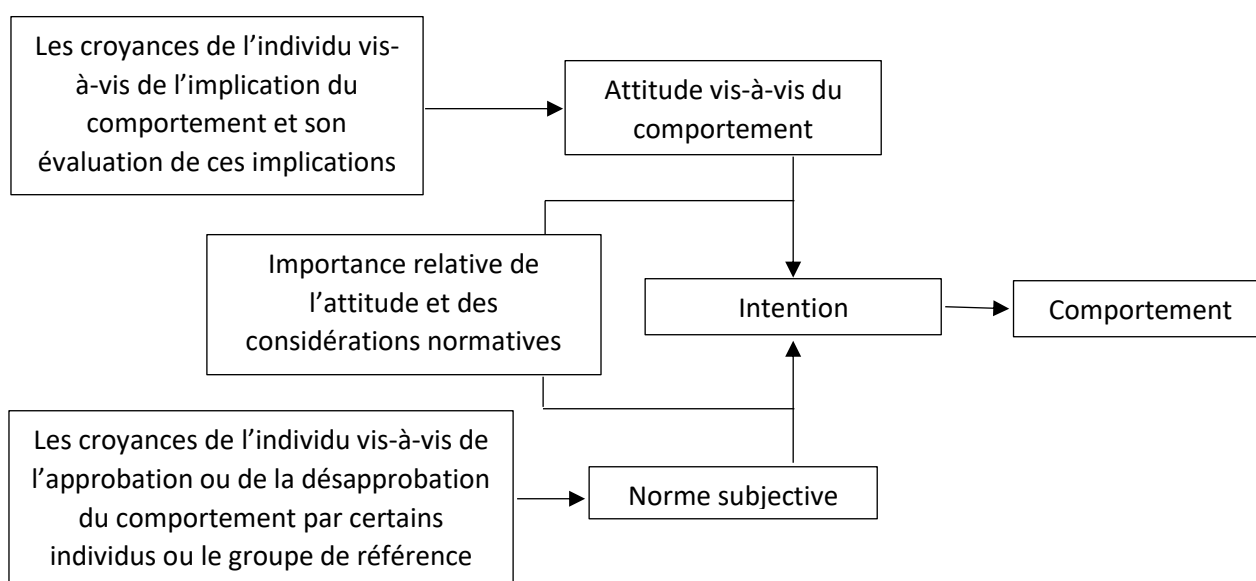 Les croyances de l’individu vis-
à-vis de l’implication du
comportement et son
évaluation de ces implications
Attitude vis-à-vis du
comportement
Importance relative de
l’attitude et des
considérations normatives
Intention
Comportement
Les croyances de l’individu vis-à-vis de
l’approbation ou de la désapprobation
du comportement par certains
individus ou le groupe de référence
Norme subjective